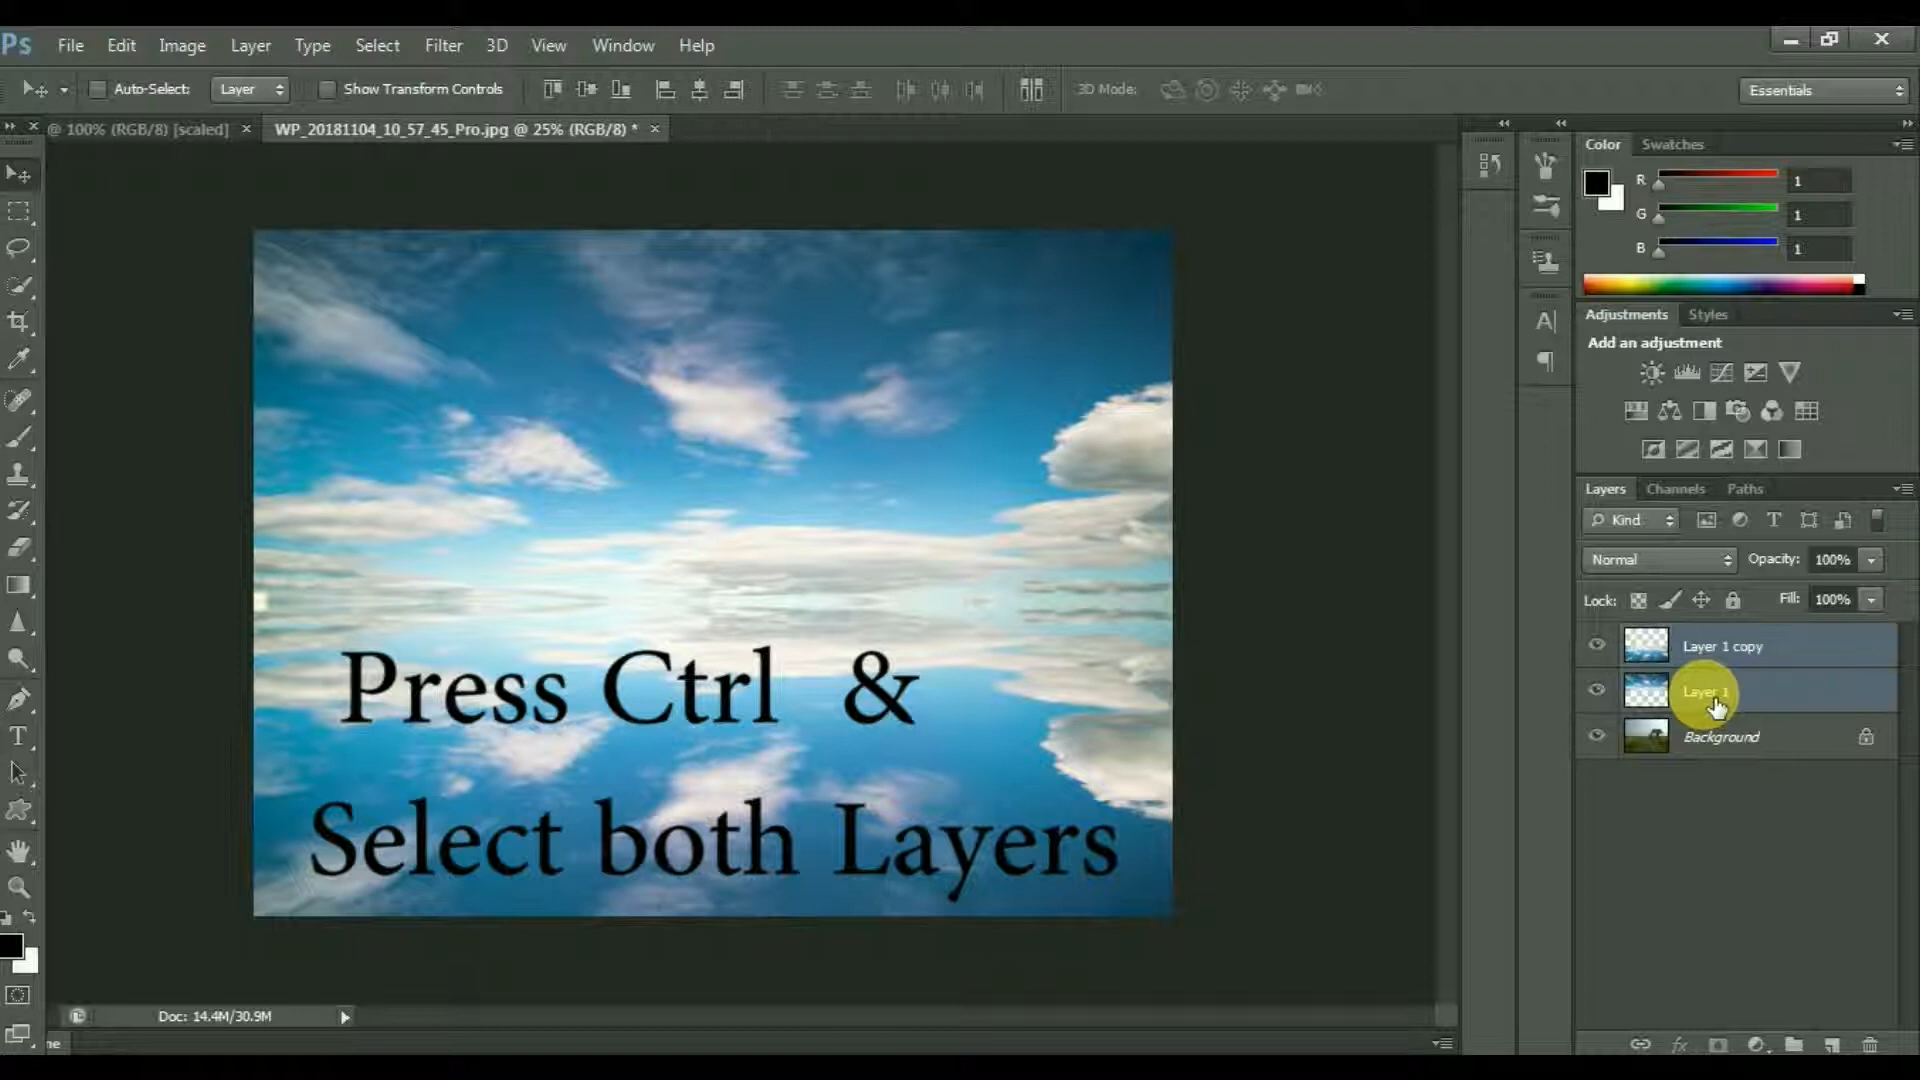 Ps File Edit Image Layer Type Select Filter 3D View Window Help
Auto-Select: Layer Show Transform Controls 3D Mode: Essentials
@ 100% (RGB/8) [scaled] × WP_20181104_10_57_45_Pro.jpg @ 25% (RGB/8) * ×
Color Swatches
R 1
G 1
B 1
Adjustments Styles
Add an adjustment
Layers Channels Paths
Kind
Normal Opacity: 100%
Lock: Fill: 100%
Layer 1 copy
Layer 1
Background
Press Ctrl &
Select both Layers
Doc: 14.4M/30.9M
ne